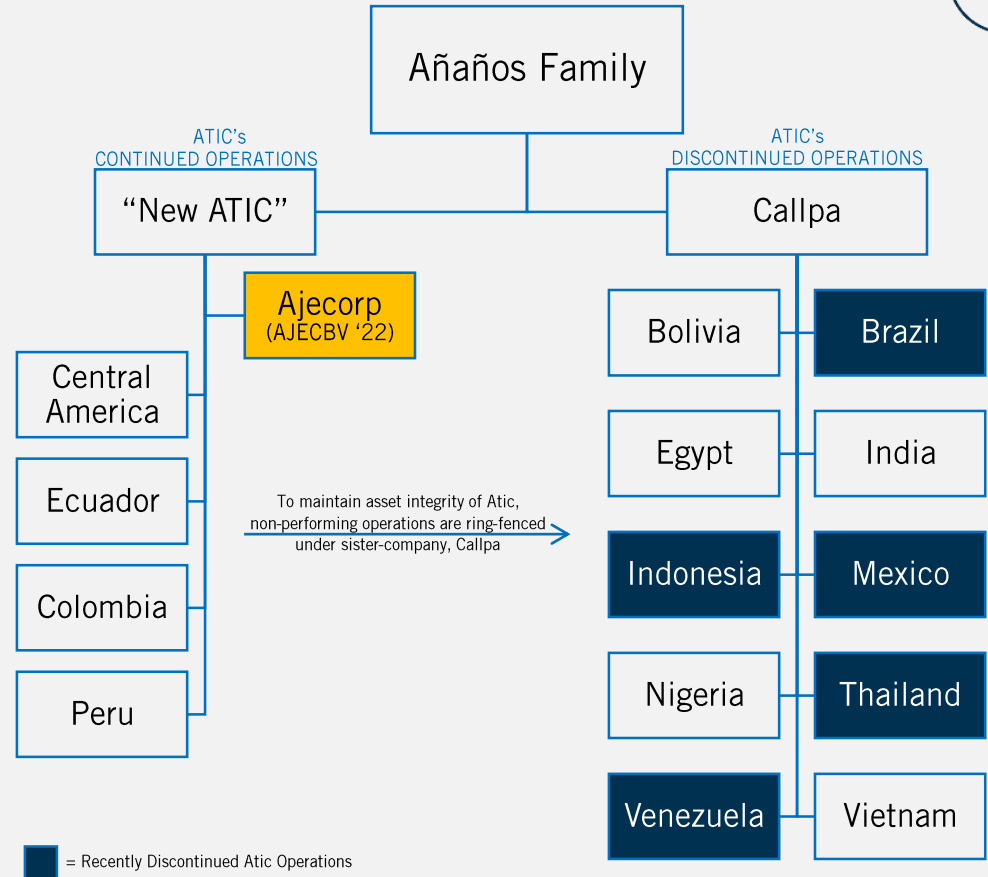 Añaños Family
ATIC's
CONTINUED OPERATIONS
“New ATIC”
ATIC's
DISCONTINUED OPERATIONS
Callpa
Ajecorp
(AJECBV ‘22)
Central
America
Ecuador
Colombia
Peru
To maintain asset integrity of Atic,
non-performing operations are ring-fenced
under sister-company, Callpa
Bolivia
Brazil
Egypt
India
Indonesia
Mexico
Nigeria
Thailand
Venezuela
Vietnam
= Recently Discontinued Atic Operations